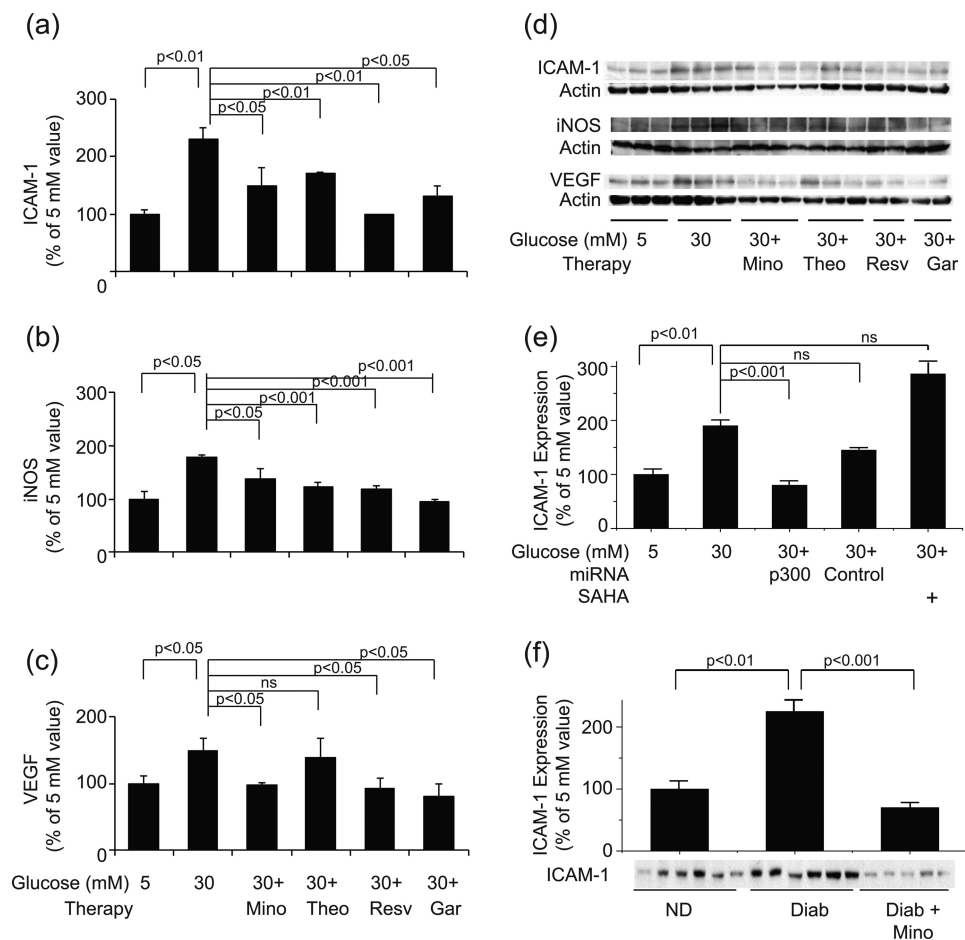 (a)
p<0.01
p<0.05
p<0.01
p<0.01
p<0.05
300
200
100
0
ICAM-1
(% of 5 mM value)
(b)
p<0.05
p<0.001
p<0.001
p<0.001
p<0.05
300
200
100
0
iNOS
(% of 5 mM value)
(c)
p<0.05
p<0.05
p<0.05
ns
p<0.05
200
100
0
VEGF
(% of 5 mM value)
Glucose (mM) 5 30 30+ 30+ 30+ 30+
Therapy Mino Theo Resv Gar
(d)
ICAM-1
Actin
iNOS
Actin
VEGF
Actin
Glucose (mM) 5 30 30+ 30+ 30+ 30+
Therapy Mino Theo Resv Gar
(e)
p<0.01
ns
ns
p<0.001
300
200
100
0
ICAM-1 Expression
(% of 5 mM value)
Glucose (mM) 5 30 30+ 30+ 30+
miRNA p300 Control
SAHA +
(f)
p<0.01 p<0.001
200
100
0
ICAM-1 Expression
(% of 5 mM value)
ICAM-1
ND Diab Diab +
Mino